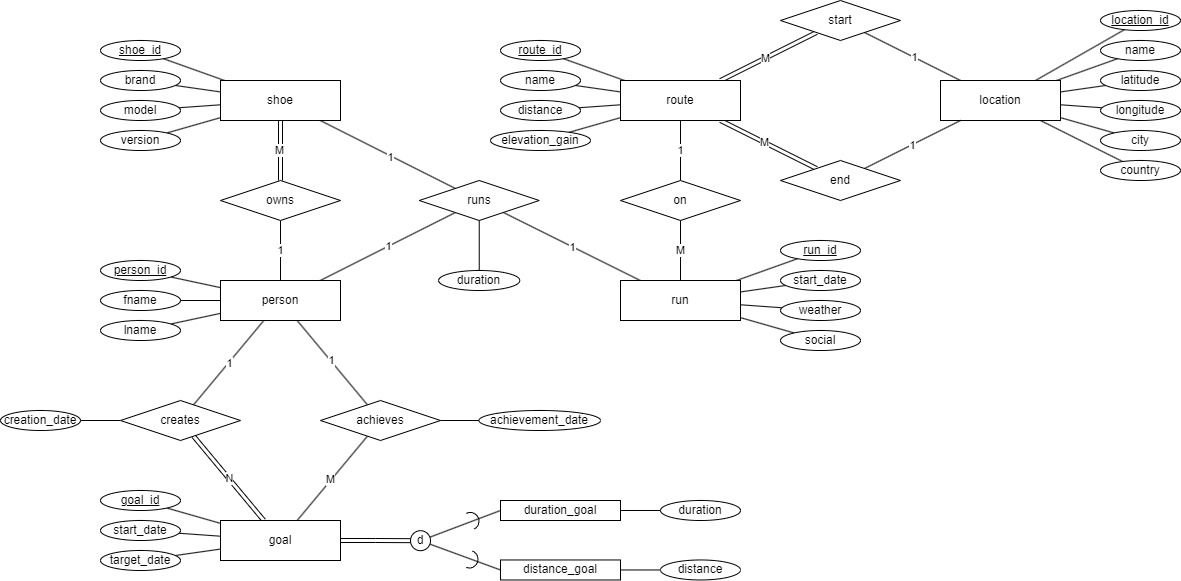 start
location_id
shoe_id
route_id
name
M
1
brand
name
latitude
shoe
route
location
model
distance
longitude
version
elevation_gain
M
1
city
M
1
1
country
end
owns
runs
on
1
1
1
M
run_id
person_id
duration
start_date
fname
person
run
weather
lname
social
1
1
creation_date
creates
achieves
achievement_date
N
M
goal_id
duration_goal
duration
start_date
goal
d
target_date
distance_goal
distance